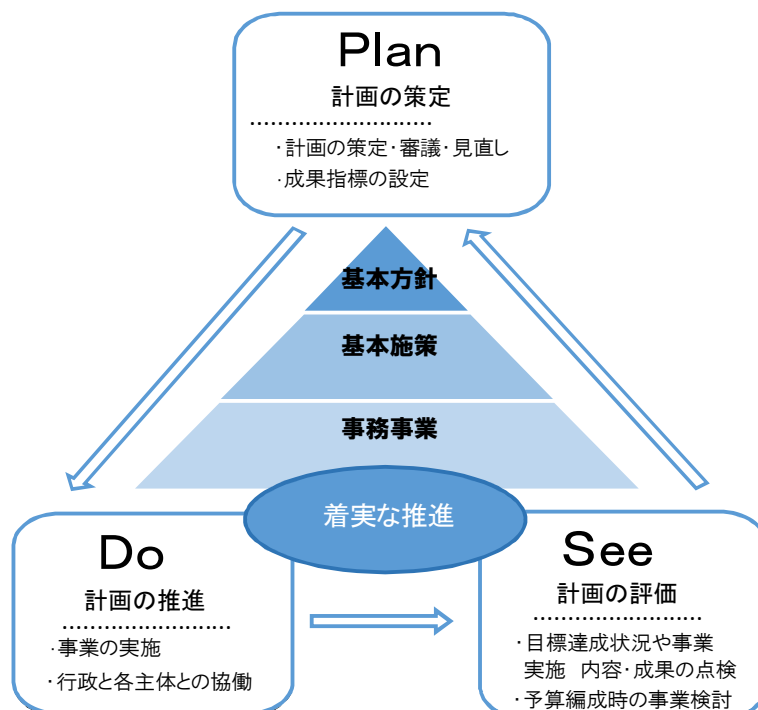 Plan
計画の策定
・計画の策定・審議・見直し
・成果指標の設定
基本方針
基本施策
事務事業
着実な推進
Do
計画の推進
・事業の実施
・行政と各主体との協働
See
計画の評価
・目標達成状況や事業
実施　内容・成果の点検
・予算編成時の事業検討